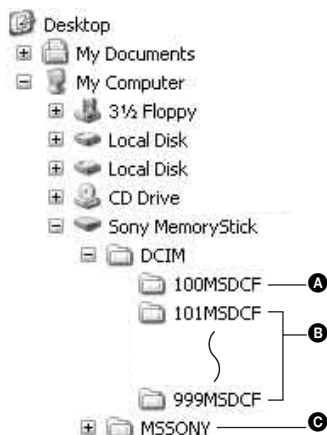 Desktop
My Documents
My Computer
3½ Floppy
Local Disk
Local Disk
CD Drive
Sony MemoryStick
DCIM
100MSDCF A
101MSDCF
B
999MSDCF
MSSONY C